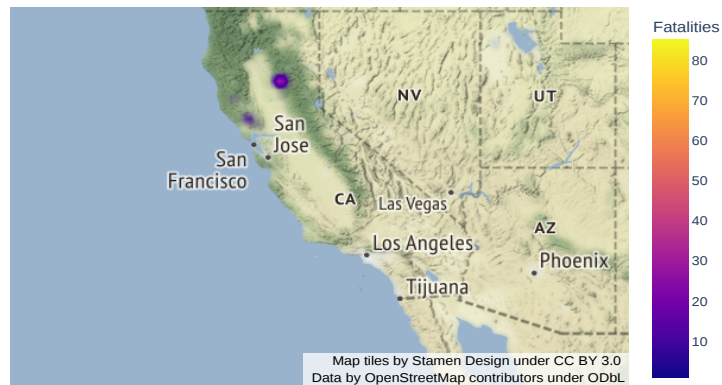 Fatalities
80
70
60
50
40
30
20
10
NV
UT
San
Jose
San
Francisco
CA
Las Vegas
AZ
Los Angeles
Phoenix
Tijuana
Map tiles by Stamen Design under CC BY 3.0
Data by OpenStreetMap contributors under ODbL